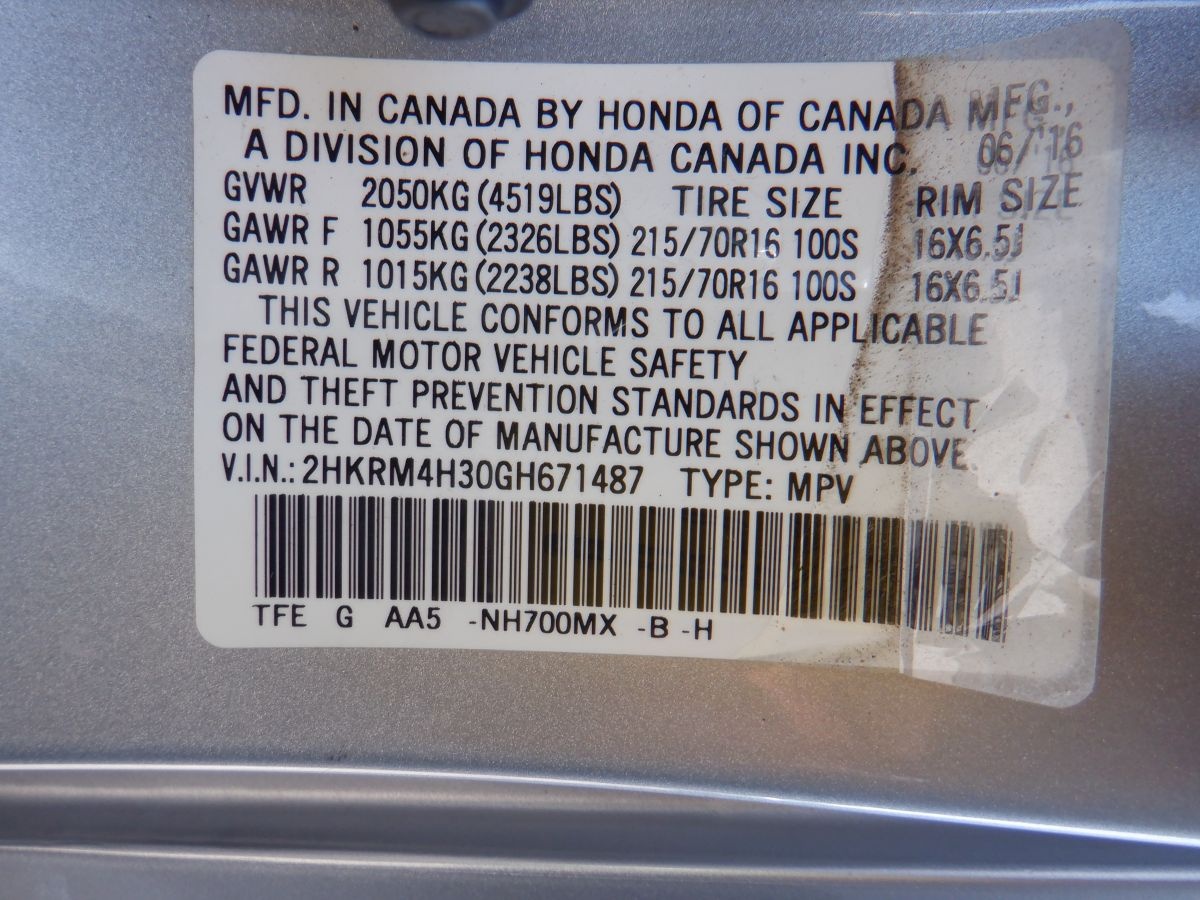 MFD. IN CANADA BY HONDA OF CANADA MFG.,
A DIVISION OF HONDA CANADA INC. 06/16
GVWR 2050KG (4519LBS) TIRE SIZE RIM SIZE
GAWR F 1055KG (2326LBS) 215/70R16 100S 16X6.5J
GAWR R 1015KG (2238LBS) 215/70R16 100S 16X6.5J
THIS VEHICLE CONFORMS TO ALL APPLICABLE
FEDERAL MOTOR VEHICLE SAFETY
AND THEFT PREVENTION STANDARDS IN EFFECT
ON THE DATE OF MANUFACTURE SHOWN ABOVE.
V.I.N.: 2HKRM4H30GH671487 TYPE: MPV
TFE G AA5 -NH700MX -B -H